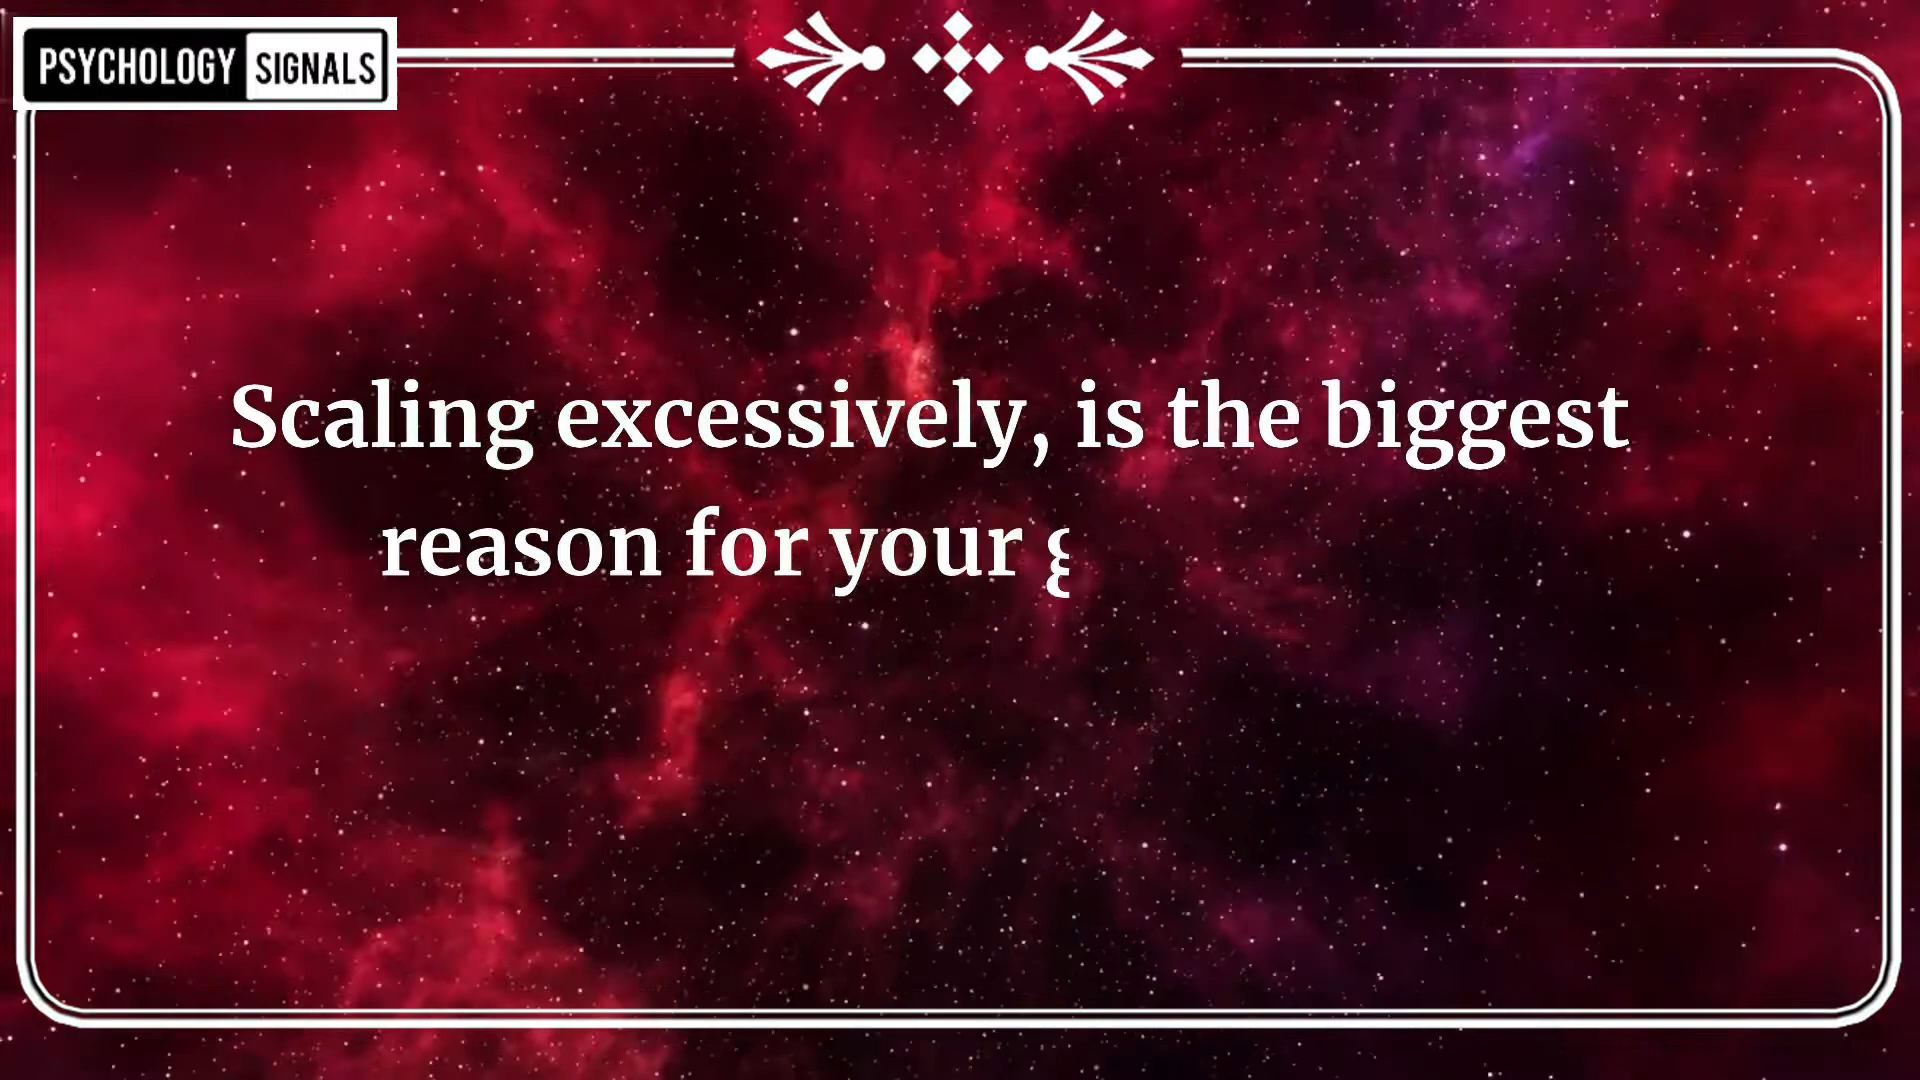 PSYCHOLOGY SIGNALS
Scaling excessively, is the biggest
reason for your